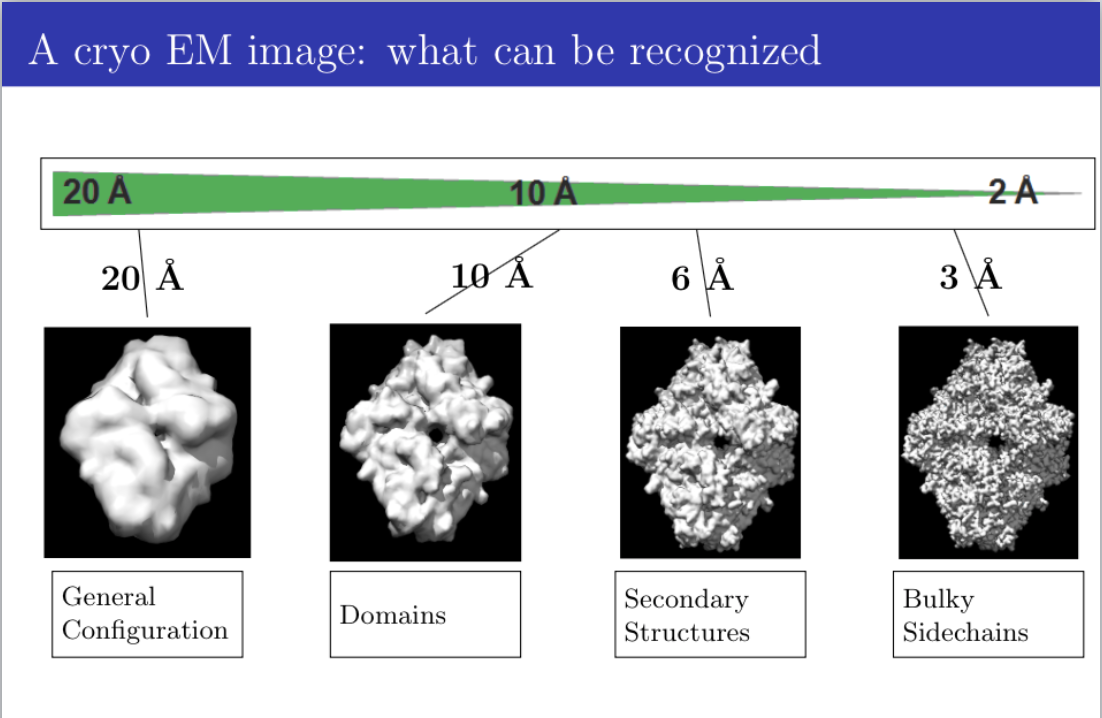 A cryo EM image: what can be recognized
20 Å 10 Å 2 Å
20 Å 10 Å 6 Å 3 Å
General
Configuration
Domains
Secondary
Structures
Bulky
Sidechains